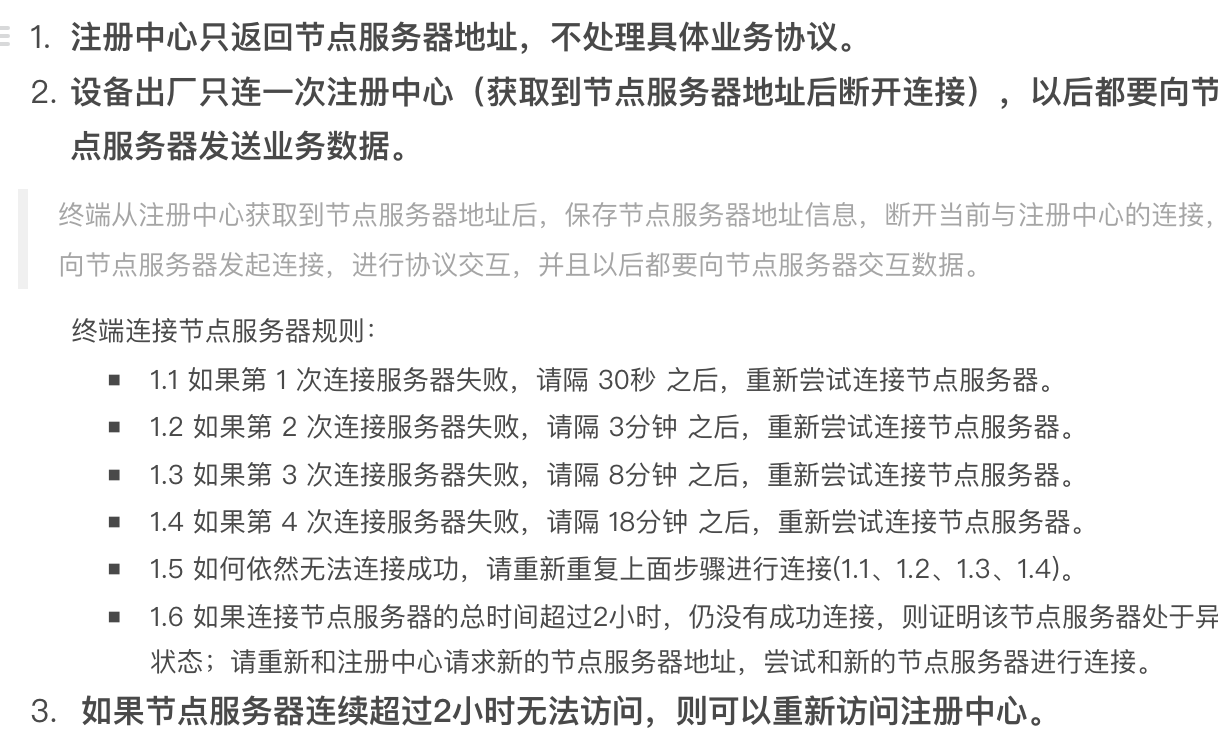 1. 注册中心只返回节点服务器地址，不处理具体业务协议。
2. 设备出厂只连一次注册中心（获取到节点服务器地址后断开连接），以后都要向节
点服务器发送业务数据。
终端从注册中心获取到节点服务器地址后，保存节点服务器地址信息，断开当前与注册中心的连接，
向节点服务器发起连接，进行协议交互，并且以后都要向节点服务器交互数据。
终端连接节点服务器规则：
■ 1.1 如果第 1 次连接服务器失败，请隔 30秒 之后，重新尝试连接节点服务器。
■ 1.2 如果第 2 次连接服务器失败，请隔 3分钟 之后，重新尝试连接节点服务器。
■ 1.3 如果第 3 次连接服务器失败，请隔 8分钟 之后，重新尝试连接节点服务器。
■ 1.4 如果第 4 次连接服务器失败，请隔 18分钟 之后，重新尝试连接节点服务器。
■ 1.5 如何依然无法连接成功，请重新重复上面步骤进行连接(1.1、1.2、1.3、1.4)。
■ 1.6 如果连接节点服务器的总时间超过2小时，仍没有成功连接，则证明该节点服务器处于异
状态；请重新和注册中心请求新的节点服务器地址，尝试和新的节点服务器进行连接。
3. 如果节点服务器连续超过2小时无法访问，则可以重新访问注册中心。